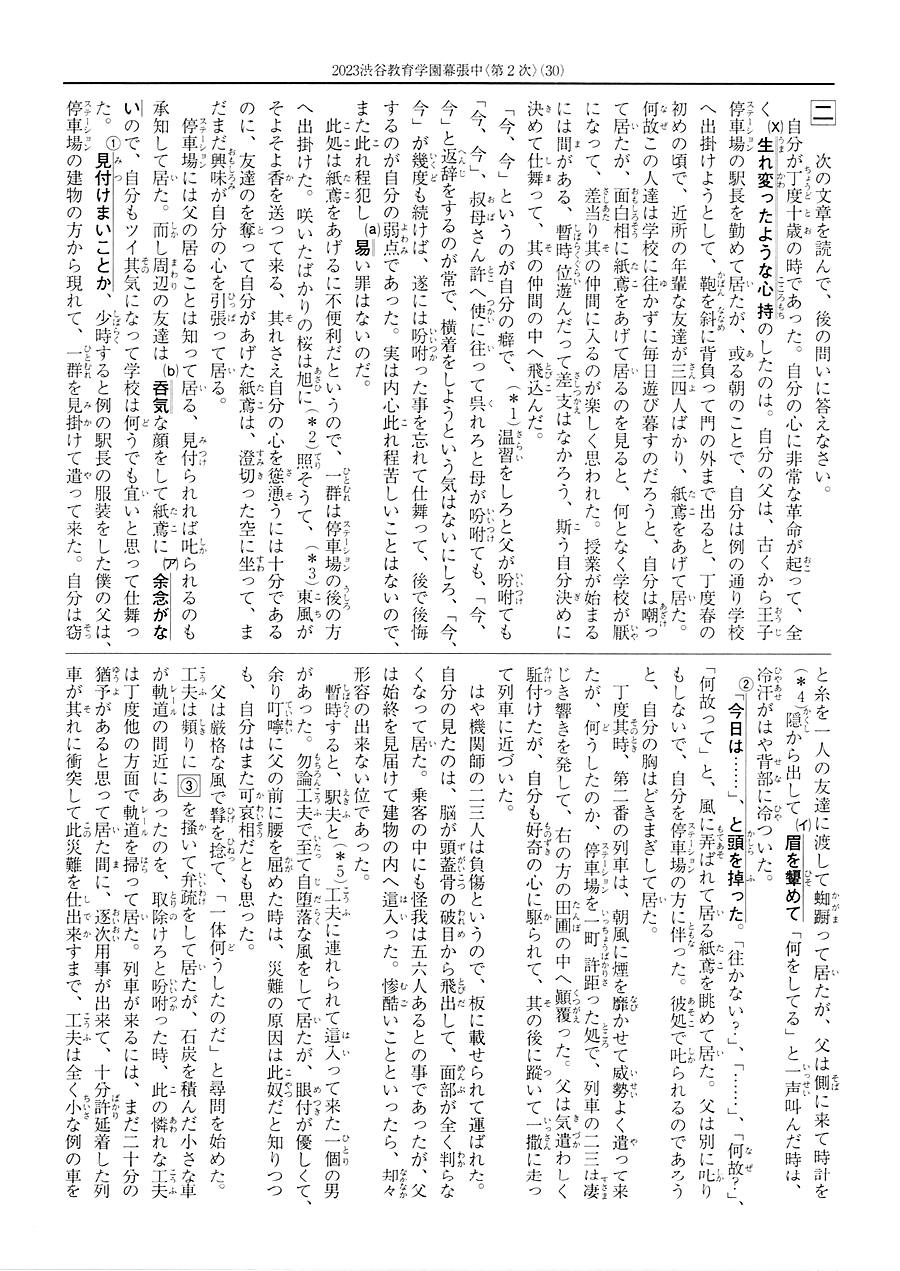 2023渋谷教育学園幕張中〈第2次〉(30)
二　次の文章を読んで、後の問いに答えなさい。
自分が丁度十歳の時であった。自分の心に非常な革命が起って、全
く(X)生れ変ったような心持のしたのは。自分の父は、古くから王子
停車場の駅長を勤めて居たが、或る朝のことで、自分は例の通り学校
へ出掛けようとして、鞄を斜に背負って門の外まで出ると、丁度春の
初めの頃で、近所の年輩な友達が三四人ばかり、紙鳶をあげて居た。
何故この人達は学校に往かずに毎日遊び暮すのだろうと、自分は嘲っ
て居たが、面白相に紙鳶をあげて居るのを見ると、何となく学校が厭
になって、差当り其の仲間に入るのが楽しく思われた。授業が始まる
には間がある、暫時位遊んだって差支はなかろう、斯う自分決めに
決めて仕舞って、其の仲間の中へ飛込んだ。
「今、今」というのが自分の癖で、(＊1)温習をしろと父が吩咐ても
「今、今」、叔母さん許へ使に往って呉れろと母が吩咐ても、「今、
今」と返辞をするのが常で、横着をしようという気はないにしろ、「今、
今」が幾度も続けば、遂には吩咐った事を忘れて仕舞って、後で後悔
するのが自分の弱点であった。実は内心此れ程苦しいことはないので、
また此れ程犯し(a)易い罪はないのだ。
此処は紙鳶をあげるに不便利だというので、一群は停車場の後の方
へ出掛けた。咲いたばかりの桜は旭に(＊2)照そうて、(＊3)東風が
そよそよ香を送って来る、其れさえ自分の心を慫慂うには十分である
のに、友達のを奪って自分があげた紙鳶は、澄切った空に坐って、ま
だまだ興味が自分の心を引張って居る。
停車場には父の居ることは知って居る、見付られれば叱られるのも
承知して居た。而し周辺の友達は(b)呑気な顔をして紙鳶に(ア)余念がな
いので、自分もツイ其気になって学校は何うでも宜いと思って仕舞っ
た。①見付けまいことか、少時すると例の駅長の服装をした僕の父は、
停車場の建物の方から現れて、一群を見掛けて遣って来た。自分は窃
と糸を一人の友達に渡して蜘蹰って居たが、父は側に来て時計を
(＊4)隠から出して(イ)眉を顰めて「何をしてる」と一声叫んだ時は、
冷汗がはや背部に冷ついた。
②「今日は……」、と頭を掉った。「往かない?」、「……」、「何故?」、
「何故って」と、風に弄ばれて居る紙鳶を眺めて居た。父は別に叱り
もしないで、自分を停車場の方に伴った。彼処で叱られるのであろう
と、自分の胸はどきまぎして居た。
丁度其時、第二番の列車は、朝風に煙を靡かせて威勢よく遣って来
たが、何うしたのか、停車場を一町許距った処で、列車の二三は凄
じき響きを発して、右の方の田圃の中へ顚覆った。父は気遣わしく
駈付けたが、自分も好奇の心に駆られて、其の後に蹤いて一撒に走っ
て列車に近づいた。
はや機関師の二三人は負傷というので、板に載せられて運ばれた。
自分の見たのは、脳が頭蓋骨の破目から飛出して、面部が全く判らな
くなって居た。乗客の中にも怪我は五六人あるとの事であったが、父
は始終を見届けて建物の内へ這入った。惨酷いことといったら、却々
形容の出来ない位であった。
暫時すると、駅夫と(＊5)工夫に連れられて這入って来た一個の男
があった。勿論工夫で至て自堕落な風をして居たが、眼付が優しくて、
余り叮嚀に父の前に腰を屈めた時は、災難の原因は此奴だと知りつつ
も、自分はまた可哀相だとも思った。
父は厳格な風で髯を捻て、「一体何うしたのだ」と尋問を始めた。
工夫は頻りに③を掻いて弁疏をして居たが、石炭を積んだ小さな車
が軌道の間近にあったのを、取除けろと吩咐った時、此の憐れな工夫
は丁度他の方面で軌道を掃って居た。列車が来るには、まだ二十分の
猶予があると思って居た間に、逐次用事が出来て、十分許延着した列
車が其れに衝突して此災難を仕出来すまで、工夫は全く小な例の車を